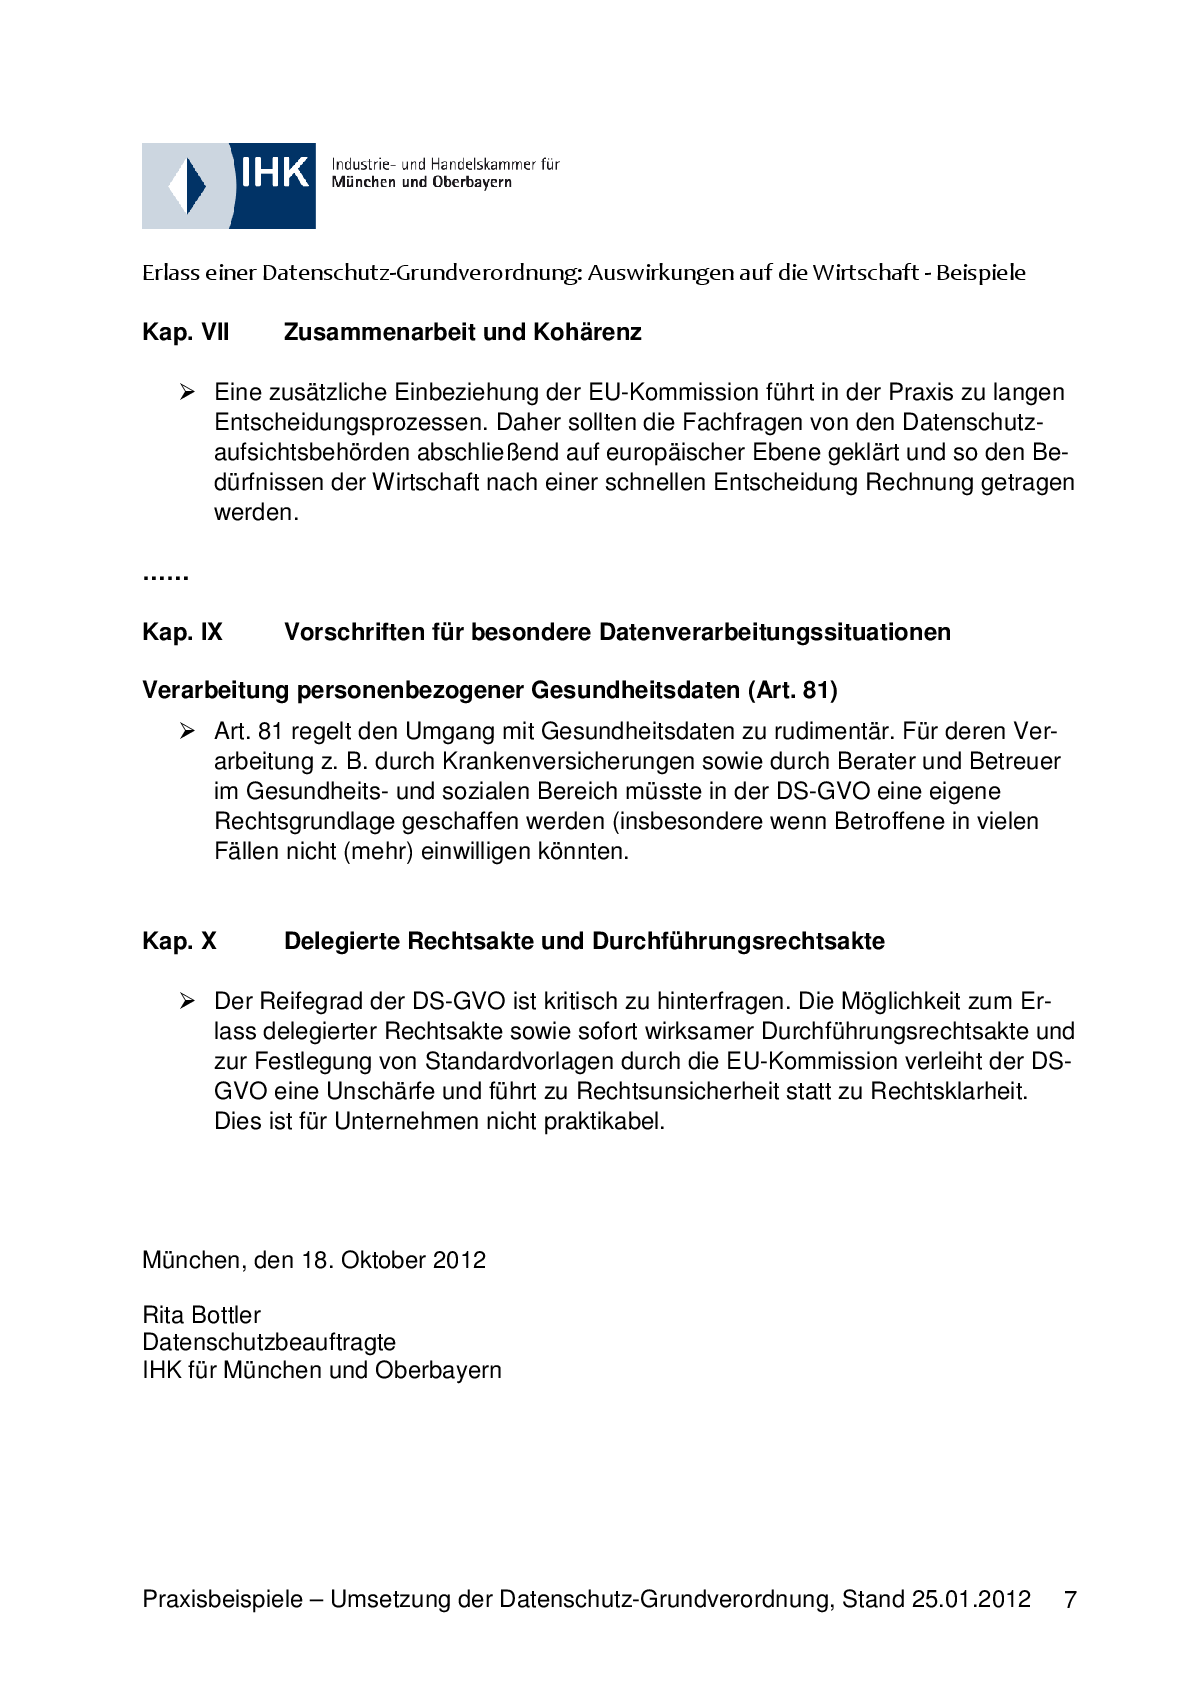 IHK
Industrie- und Handelskammer für
München und Oberbayern
Erlass einer Datenschutz-Grundverordnung: Auswirkungen auf die Wirtschaft - Beispiele
Kap. VII Zusammenarbeit und Kohärenz
➢ Eine zusätzliche Einbeziehung der EU-Kommission führt in der Praxis zu langen
Entscheidungsprozessen. Daher sollten die Fachfragen von den Datenschutz-
aufsichtsbehörden abschließend auf europäischer Ebene geklärt und so den Be-
dürfnissen der Wirtschaft nach einer schnellen Entscheidung Rechnung getragen
werden.
……
Kap. IX Vorschriften für besondere Datenverarbeitungssituationen
Verarbeitung personenbezogener Gesundheitsdaten (Art. 81)
➢ Art. 81 regelt den Umgang mit Gesundheitsdaten zu rudimentär. Für deren Ver-
arbeitung z. B. durch Krankenversicherungen sowie durch Berater und Betreuer
im Gesundheits- und sozialen Bereich müsste in der DS-GVO eine eigene
Rechtsgrundlage geschaffen werden (insbesondere wenn Betroffene in vielen
Fällen nicht (mehr) einwilligen könnten.
Kap. X Delegierte Rechtsakte und Durchführungsrechtsakte
➢ Der Reifegrad der DS-GVO ist kritisch zu hinterfragen. Die Möglichkeit zum Er-
lass delegierter Rechtsakte sowie sofort wirksamer Durchführungsrechtsakte und
zur Festlegung von Standardvorlagen durch die EU-Kommission verleiht der DS-
GVO eine Unschärfe und führt zu Rechtsunsicherheit statt zu Rechtsklarheit.
Dies ist für Unternehmen nicht praktikabel.
München, den 18. Oktober 2012
Rita Bottler
Datenschutzbeauftragte
IHK für München und Oberbayern
Praxisbeispiele – Umsetzung der Datenschutz-Grundverordnung, Stand 25.01.2012 7